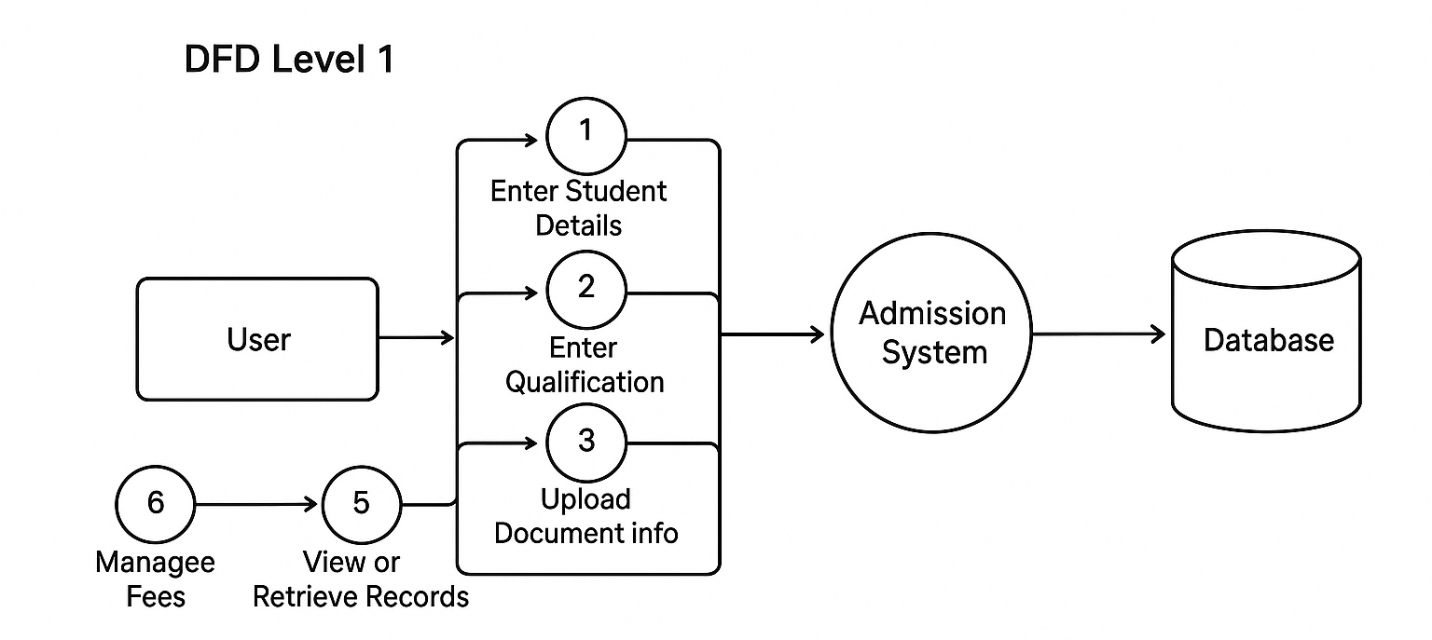 DFD Level 1
1
Enter Student
Details
2
Enter
Qualification
3
Upload
Document info
User
6
Managee
Fees
5
View or
Retrieve Records
Admission
System
Database